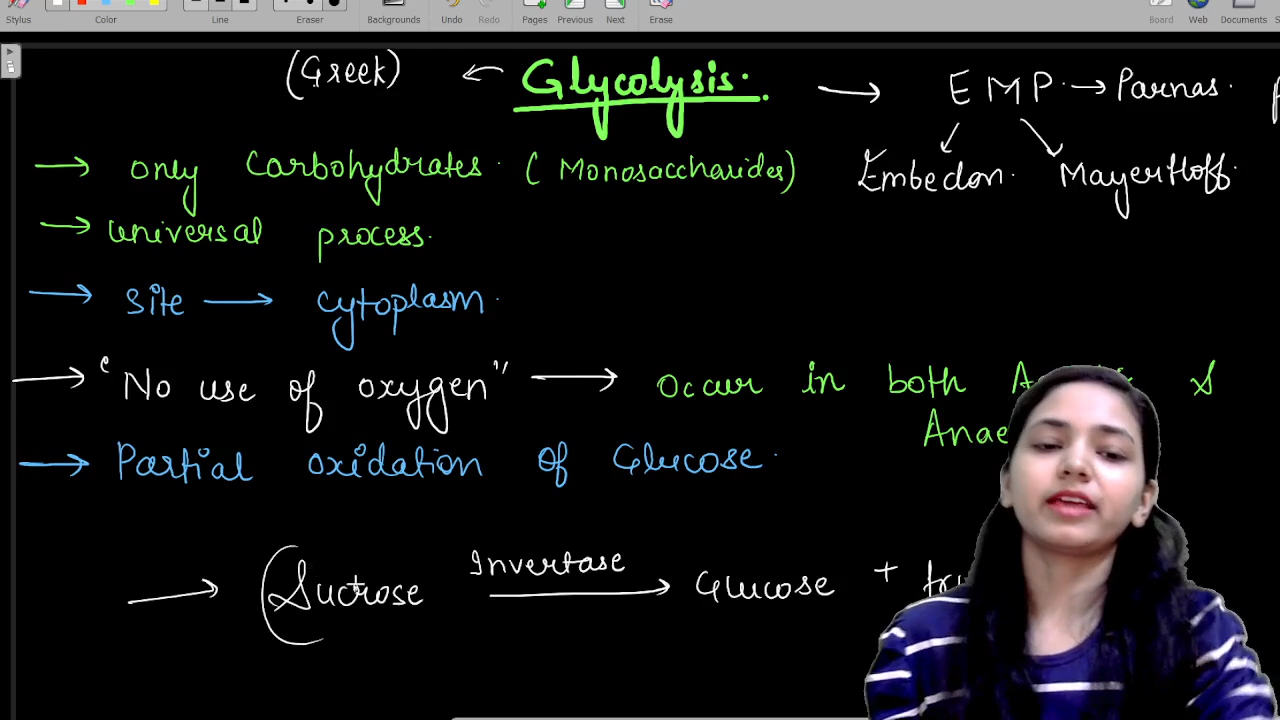 Stylus Color Line Eraser Backgrounds Undo Redo Pages Previous Next Erase Board Web Documents
(Greek) ← Glycolysis. → E M P. → Parnas.
→ only Carbohydrates. (Monosaccharides) Embedon. Mayerthoff.
→ Universal process.
→ Site → cytoplasm.
→ "No use of oxygen" → occur in both &
→ Partial oxidation of Glucose.
→ (Sucrose Invertase → Glucose +